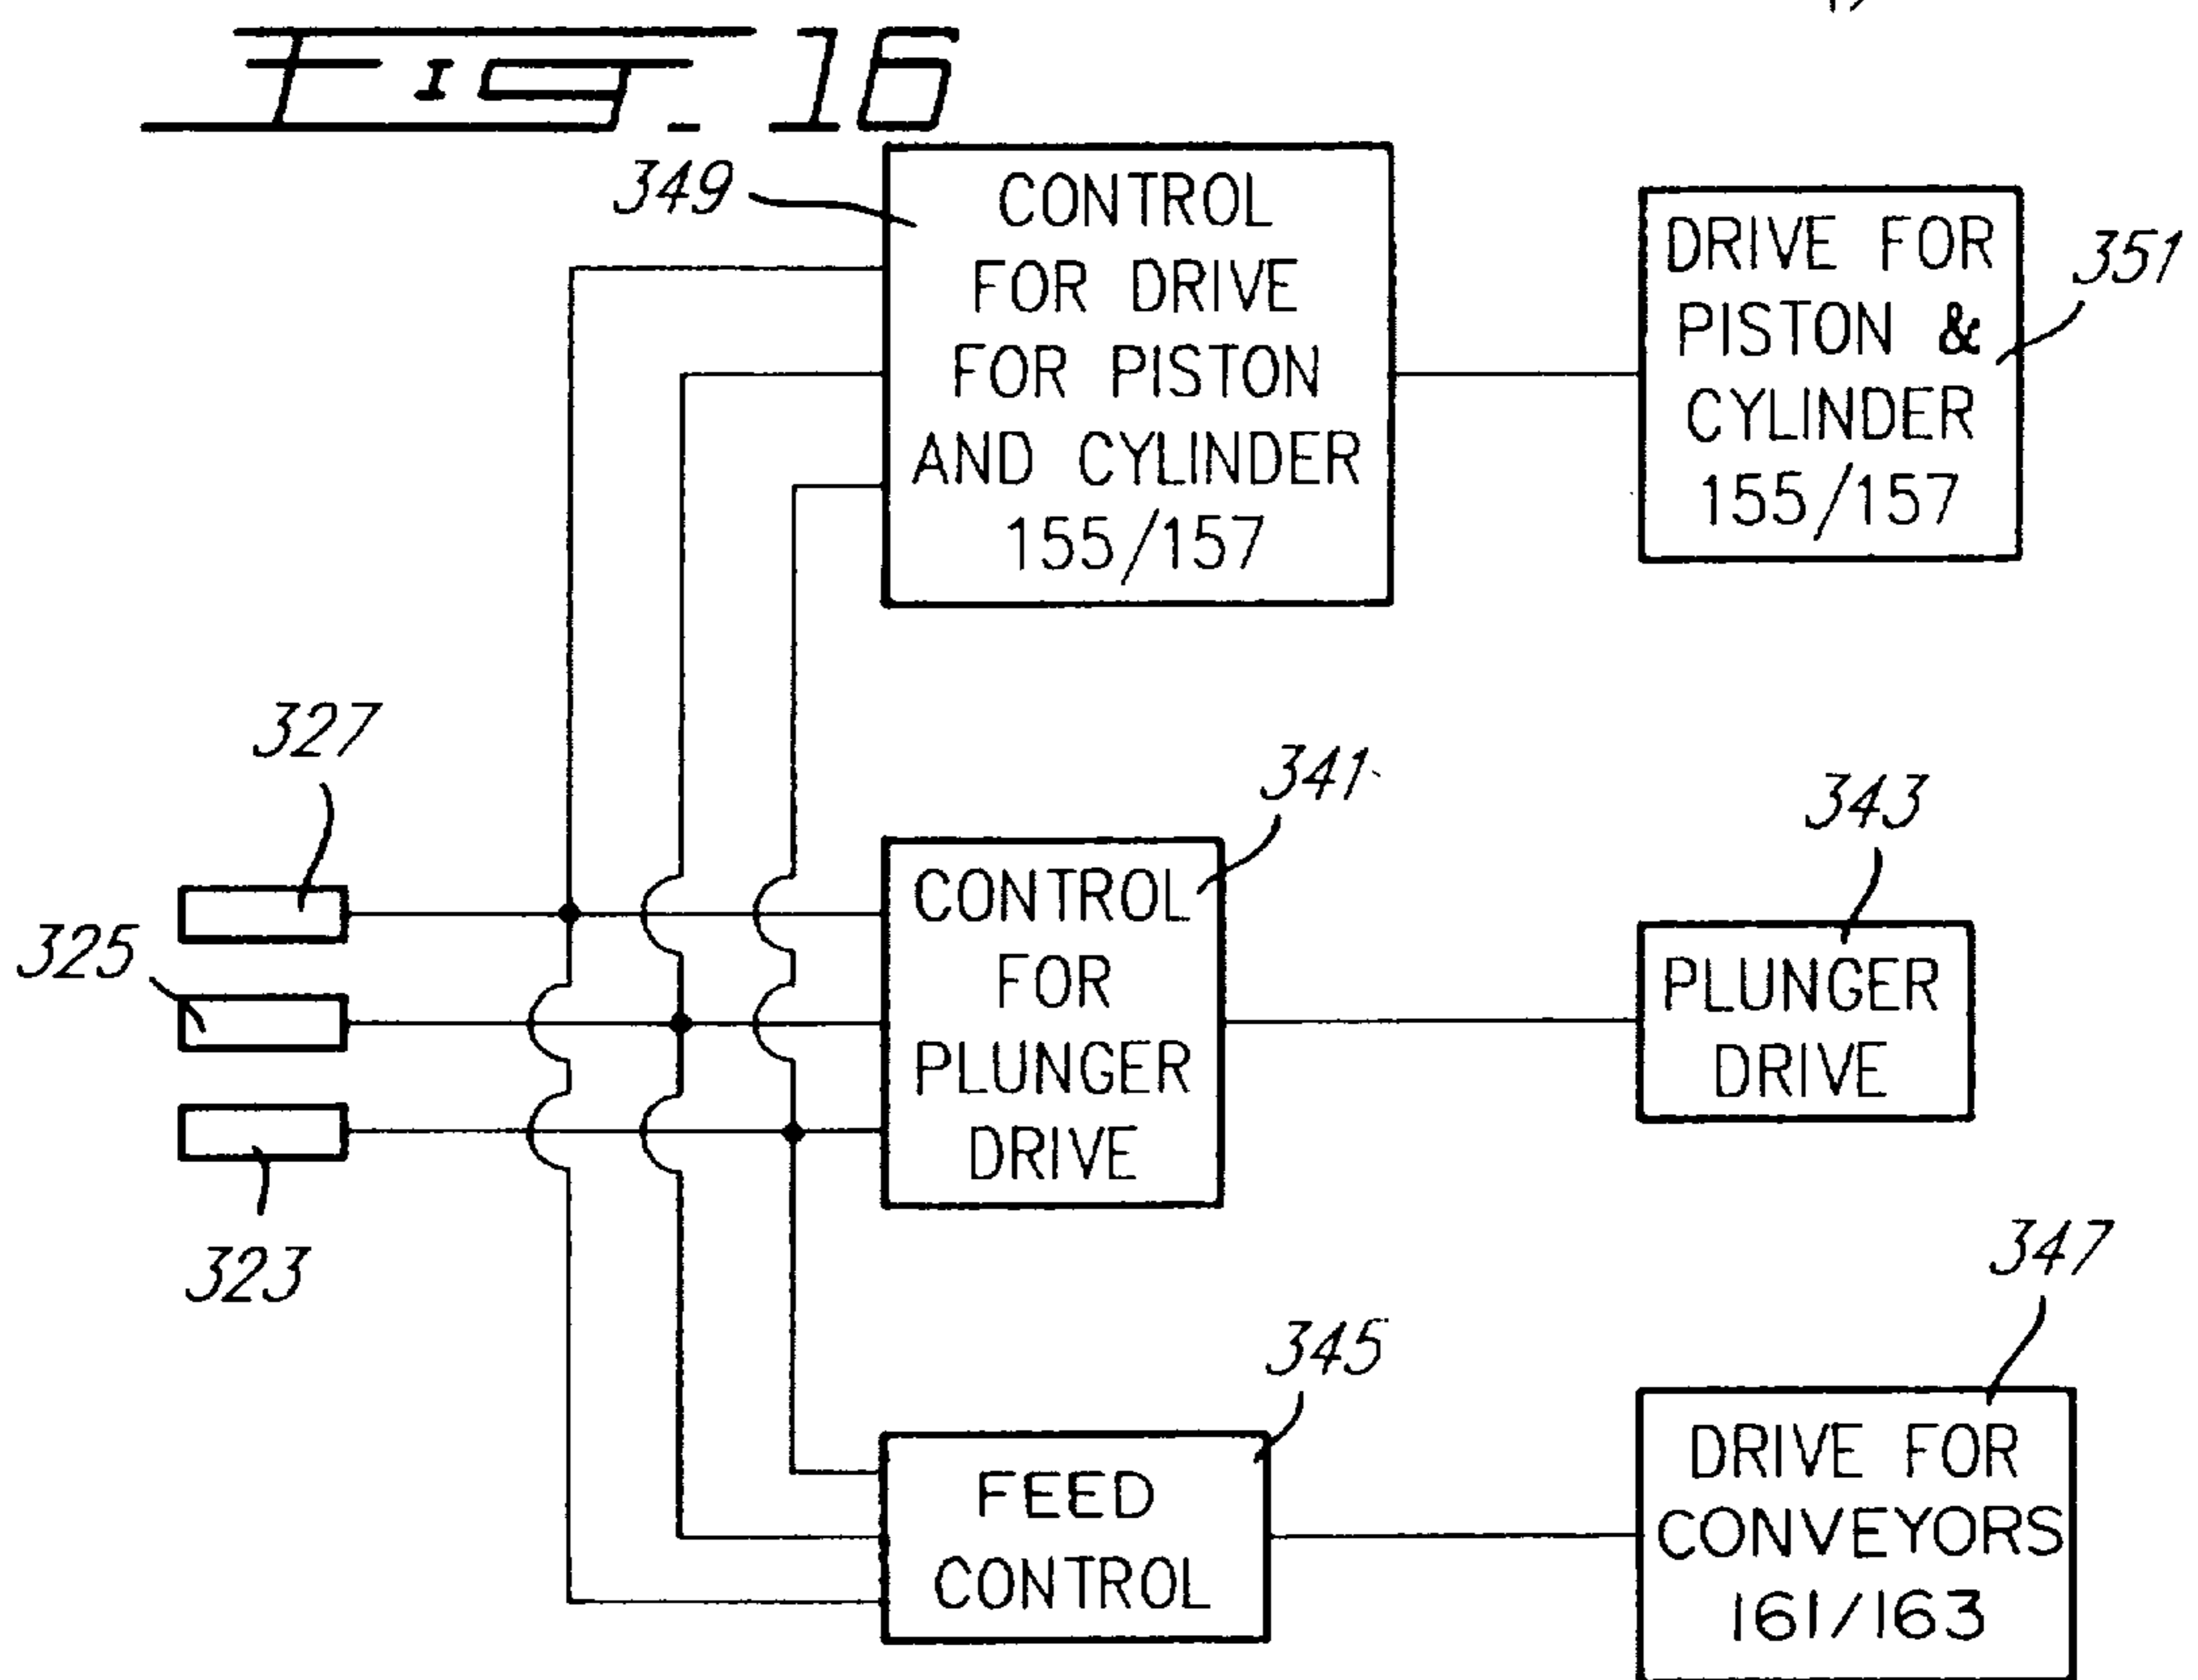 FIG. 16
349
CONTROL
FOR DRIVE
FOR PISTON
AND CYLINDER
155/157
DRIVE FOR
PISTON &
CYLINDER
155/157
351
327
325
323
341
CONTROL
FOR
PLUNGER
DRIVE
343
PLUNGER
DRIVE
345
FEED
CONTROL
347
DRIVE FOR
CONVEYORS
161/163